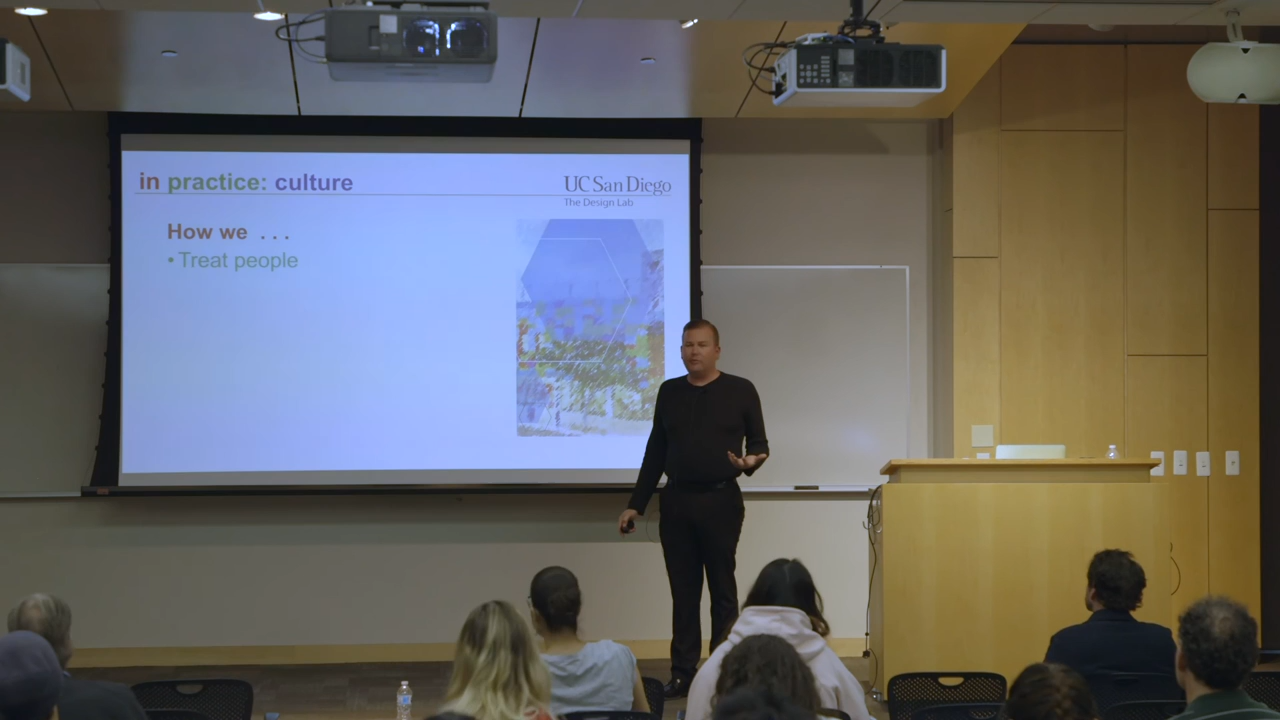 in practice: culture
UC San Diego
The Design Lab
How we . . .
• Treat people